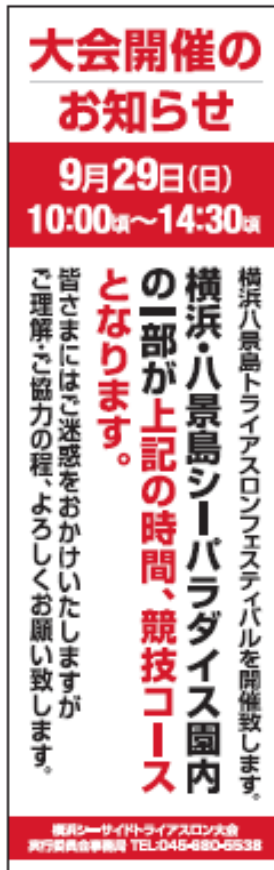 大会開催の
お知らせ
9月29日(日)
10:00頃～14:30頃
横浜八景島トライアスロンフェスティバルを開催致します。
横浜・八景島シーパラダイス園内
の一部が上記の時間、競技コース
となります。
皆さまにはご迷惑をおかけいたしますが
ご理解・ご協力の程、よろしくお願い致します。
横浜シーサイドトライアスロン大会
実行委員会事務局 TEL:045-680-5538